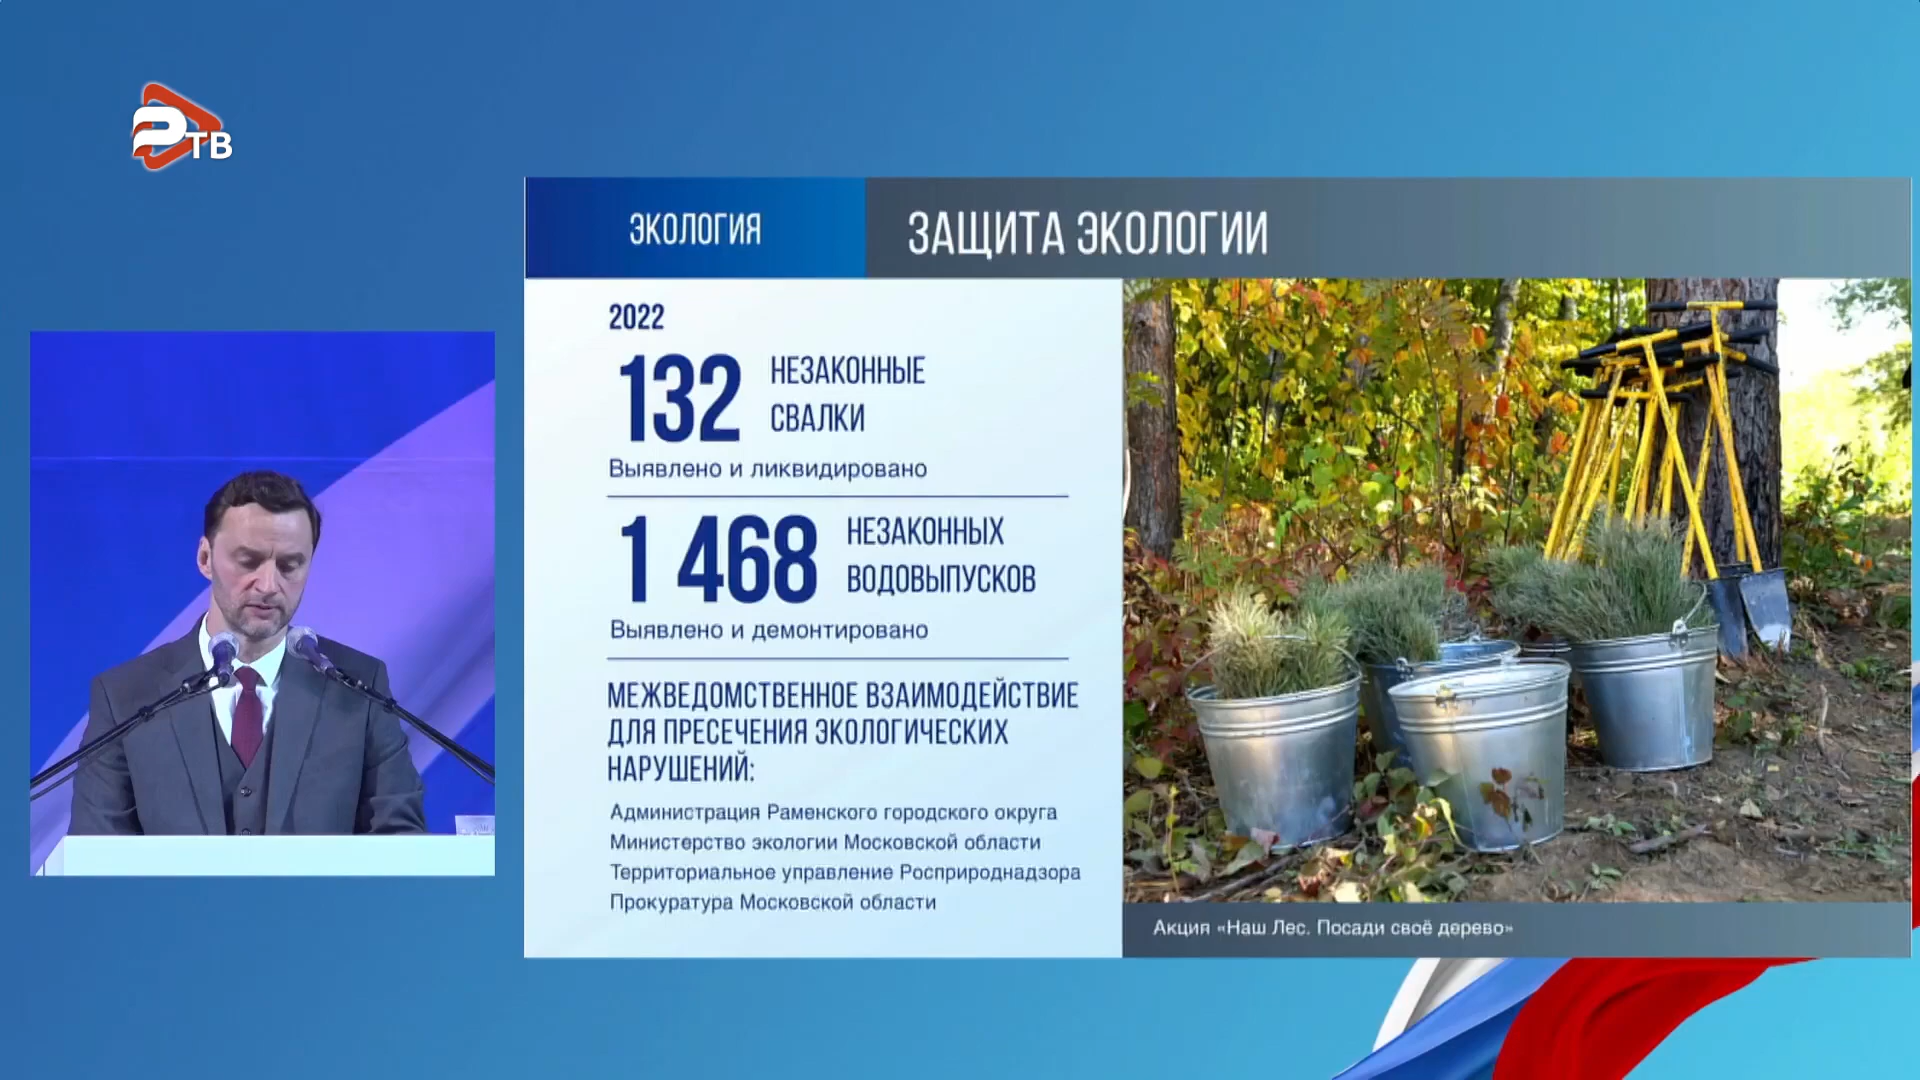 РТВ
ЭКОЛОГИЯ
ЗАЩИТА ЭКОЛОГИИ
2022
132
НЕЗАКОННЫЕ
СВАЛКИ
Выявлено и ликвидировано
1 468
НЕЗАКОННЫХ
ВОДОВЫПУСКОВ
Выявлено и демонтировано
МЕЖВЕДОМСТВЕННОЕ ВЗАИМОДЕЙСТВИЕ
ДЛЯ ПРЕСЕЧЕНИЯ ЭКОЛОГИЧЕСКИХ
НАРУШЕНИЙ:
Администрация Раменского городского округа
Министерство экологии Московской области
Территориальное управление Росприроднадзора
Прокуратура Московской области
Акция «Наш Лес. Посади своё дерево»